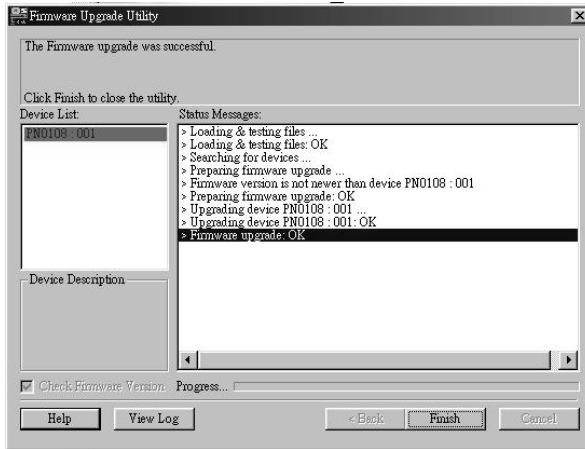 Firmware Upgrade Utility
The Firmware upgrade was successful.
Click Finish to close the utility.
Device List:
PN0108 : 001
Status Messages:
> Loading & testing files ...
> Loading & testing files: OK
> Searching for devices ...
> Preparing firmware upgrade ...
> Firmware version is not newer than device PN0108 : 001
> Preparing firmware upgrade: OK
> Upgrading device PN0108 : 001 ...
> Upgrading device PN0108 : 001: OK
> Firmware upgrade: OK
Device Description
Check Firmware Version
Progress...
Help
View Log
< Back
Finish
Cancel